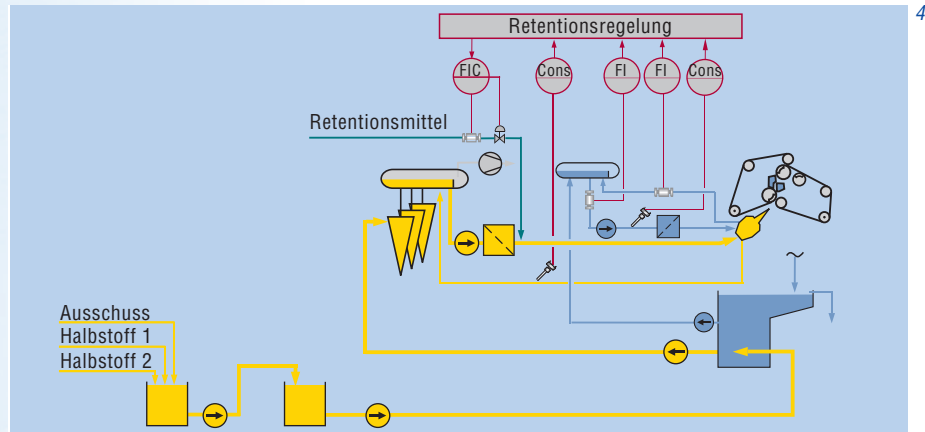 4
Retentionsregelung
FIC
Cons
FI
FI
Cons
Retentionsmittel
Ausschuss
Halbstoff 1
Halbstoff 2